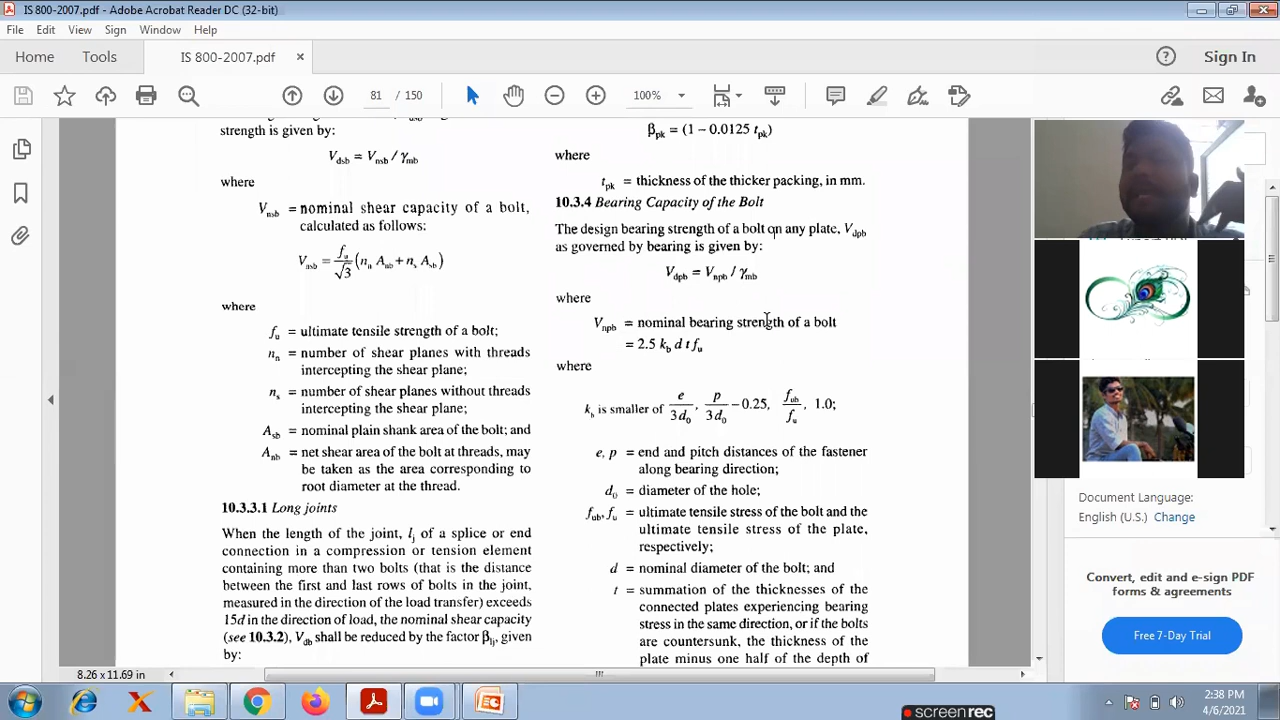 IS 800-2007.pdf - Adobe Acrobat Reader DC (32-bit)
File Edit View Sign Window Help
Home Tools IS 800-2007.pdf × Sign In
81 / 150 100%
strength is given by:
V_dsb = V_nsb / γ_mb
where
V_nsb = nominal shear capacity of a bolt,
calculated as follows:
V_nsb = f_u/√3 (n_n A_nb + n_s A_sb)
where
f_u = ultimate tensile strength of a bolt;
n_n = number of shear planes with threads
intercepting the shear plane;
n_s = number of shear planes without threads
intercepting the shear plane;
A_sb = nominal plain shank area of the bolt; and
A_nb = net shear area of the bolt at threads, may
be taken as the area corresponding to
root diameter at the thread.
10.3.3.1 Long joints
When the length of the joint, l_j of a splice or end
connection in a compression or tension element
containing more than two bolts (that is the distance
between the first and last rows of bolts in the joint,
measured in the direction of the load transfer) exceeds
15d in the direction of load, the nominal shear capacity
(see 10.3.2), V_db shall be reduced by the factor β_lj, given
by:
β_pk = (1 – 0.0125 t_pk)
where
t_pk = thickness of the thicker packing, in mm.
10.3.4 Bearing Capacity of the Bolt
The design bearing strength of a bolt on any plate, V_dpb
as governed by bearing is given by:
V_dpb = V_npb / γ_mb
where
V_npb = nominal bearing strength of a bolt
= 2.5 k_b d t f_u
where
k_b is smaller of e/3d_0, p/3d_0 – 0.25, f_ub/f_u, 1.0;
e, p = end and pitch distances of the fastener
along bearing direction;
d_0 = diameter of the hole;
f_ub, f_u = ultimate tensile stress of the bolt and the
ultimate tensile stress of the plate,
respectively;
d = nominal diameter of the bolt; and
t = summation of the thicknesses of the
connected plates experiencing bearing
stress in the same direction, or if the bolts
are countersunk, the thickness of the
plate minus one half of the depth of
Document Language:
English (U.S.) Change
Convert, edit and e-sign PDF
forms & agreements
Free 7-Day Trial
8.26 x 11.69 in
2:38 PM
4/6/2021
screenrec